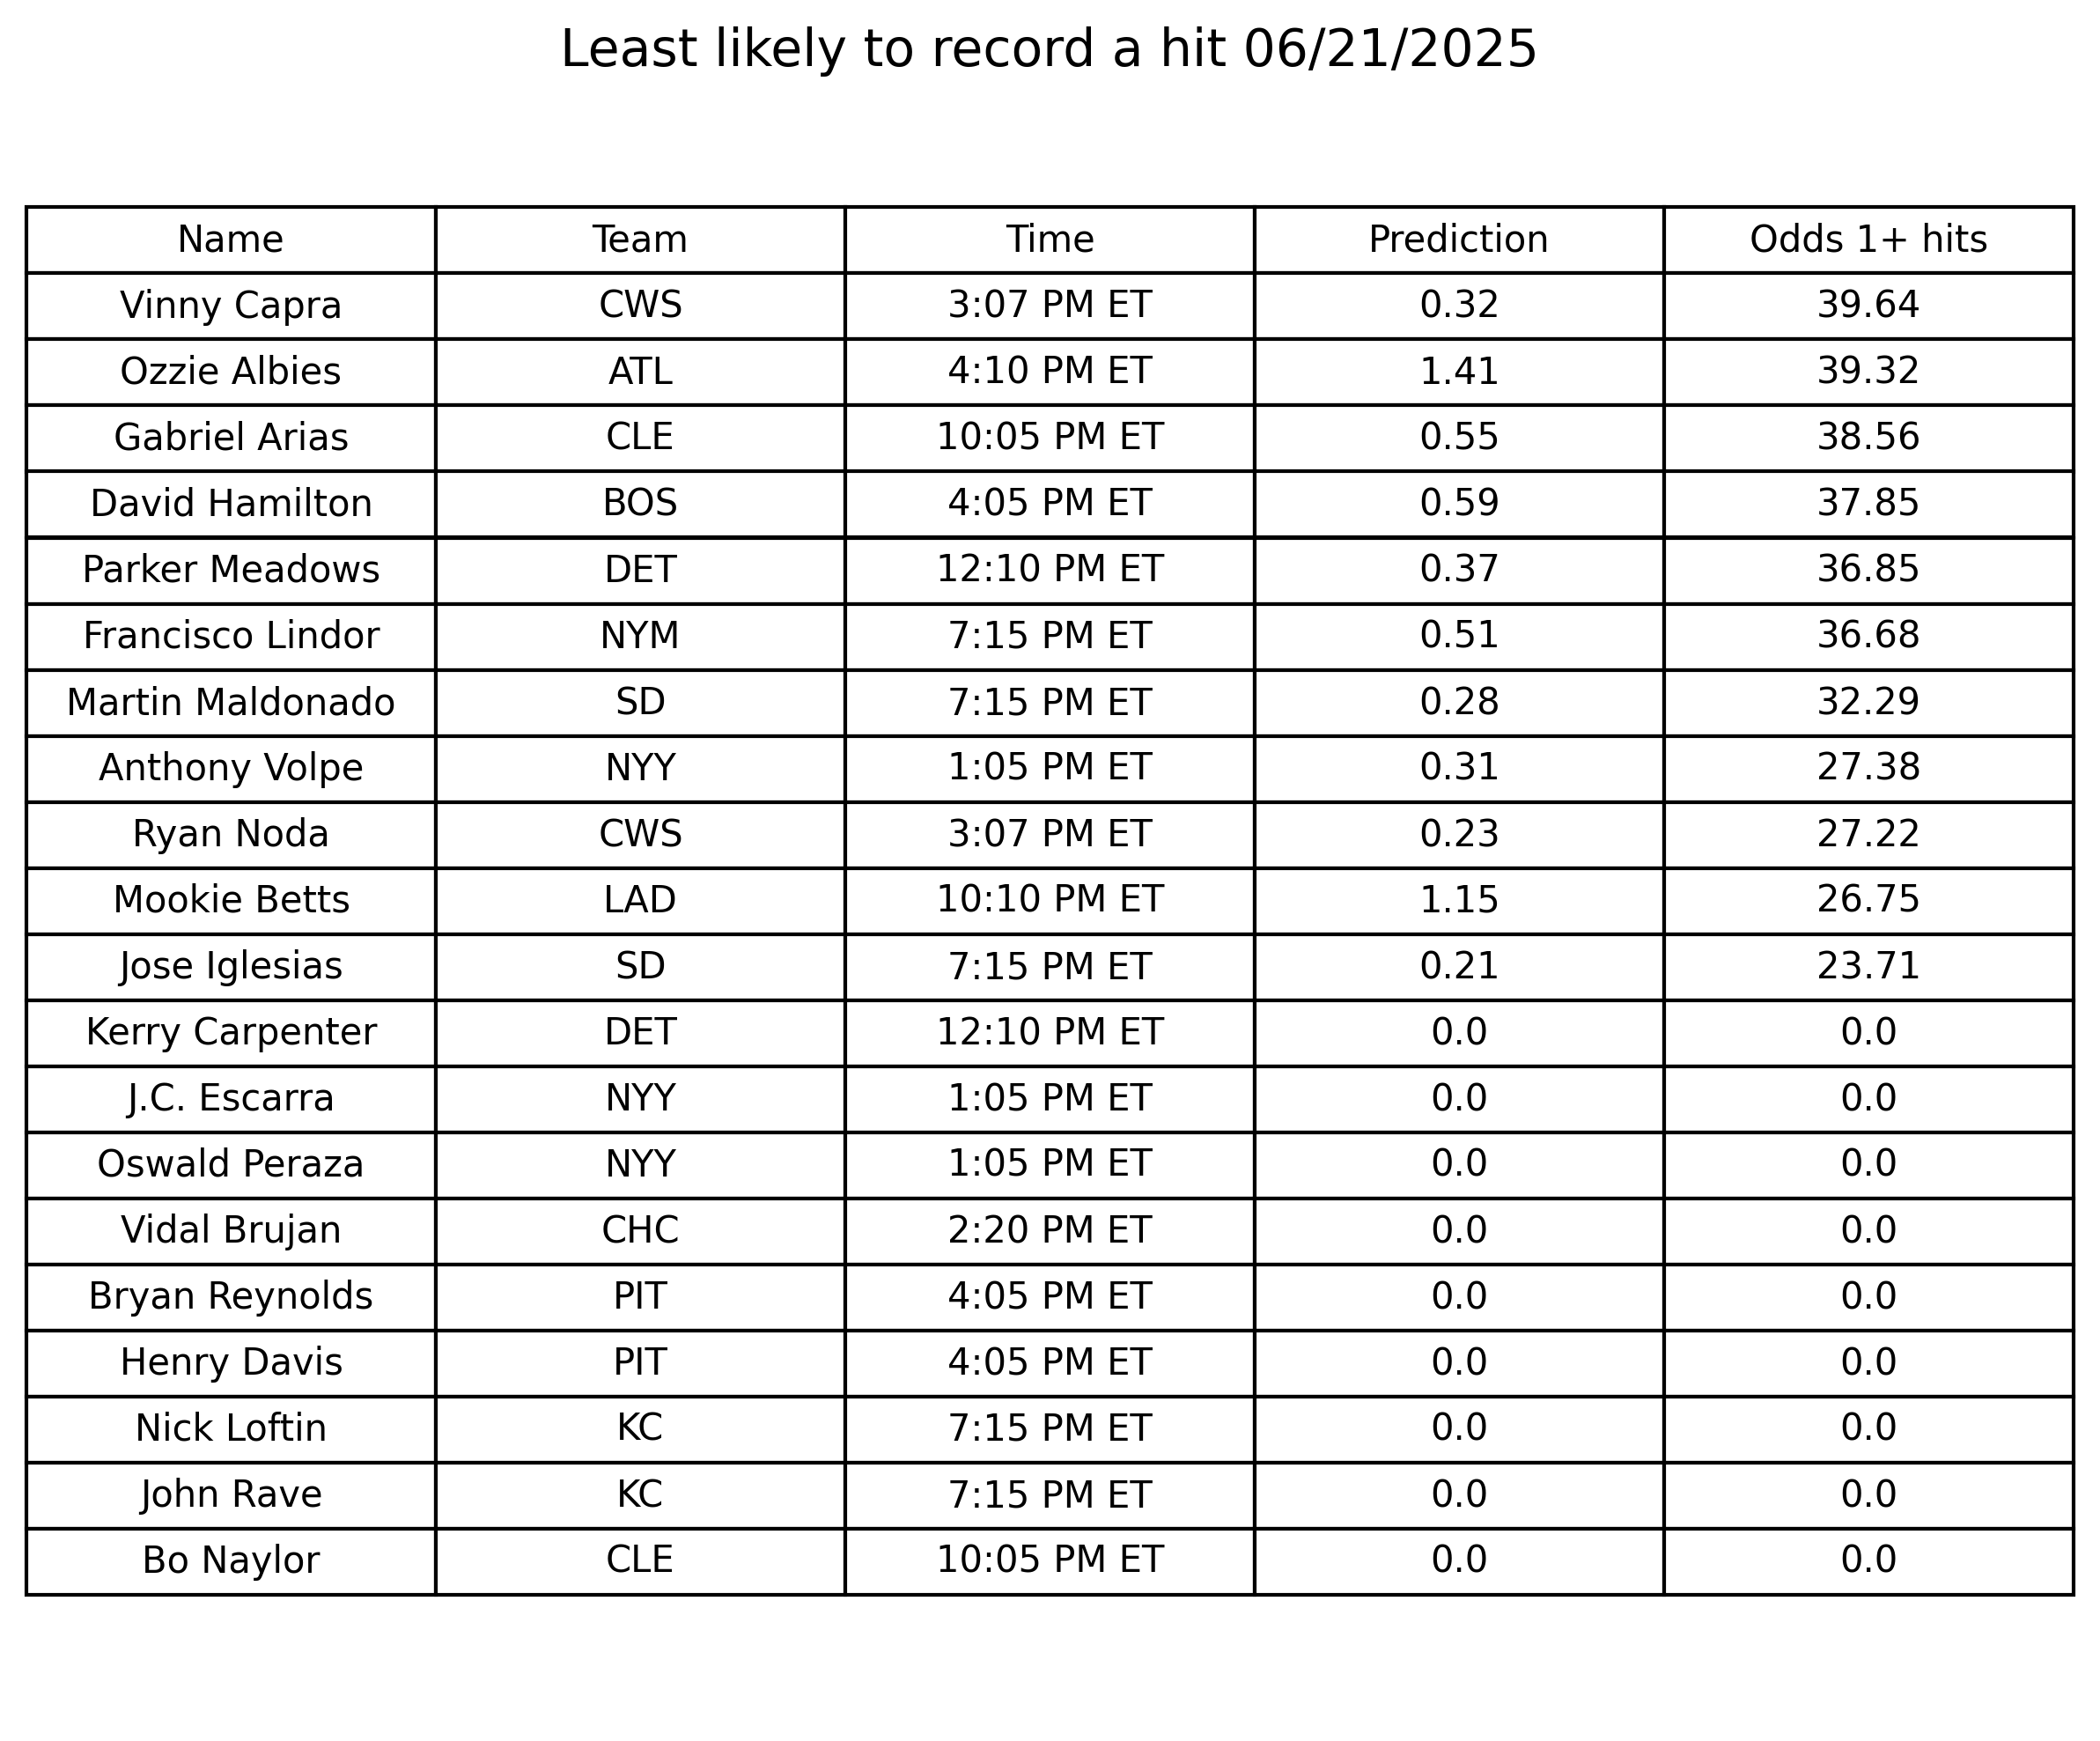 Least likely to record a hit 06/21/2025
Name Team Time Prediction Odds 1+ hits
Vinny Capra CWS 3:07 PM ET 0.32 39.64
Ozzie Albies ATL 4:10 PM ET 1.41 39.32
Gabriel Arias CLE 10:05 PM ET 0.55 38.56
David Hamilton BOS 4:05 PM ET 0.59 37.85
Parker Meadows DET 12:10 PM ET 0.37 36.85
Francisco Lindor NYM 7:15 PM ET 0.51 36.68
Martin Maldonado SD 7:15 PM ET 0.28 32.29
Anthony Volpe NYY 1:05 PM ET 0.31 27.38
Ryan Noda CWS 3:07 PM ET 0.23 27.22
Mookie Betts LAD 10:10 PM ET 1.15 26.75
Jose Iglesias SD 7:15 PM ET 0.21 23.71
Kerry Carpenter DET 12:10 PM ET 0.0 0.0
J.C. Escarra NYY 1:05 PM ET 0.0 0.0
Oswald Peraza NYY 1:05 PM ET 0.0 0.0
Vidal Brujan CHC 2:20 PM ET 0.0 0.0
Bryan Reynolds PIT 4:05 PM ET 0.0 0.0
Henry Davis PIT 4:05 PM ET 0.0 0.0
Nick Loftin KC 7:15 PM ET 0.0 0.0
John Rave KC 7:15 PM ET 0.0 0.0
Bo Naylor CLE 10:05 PM ET 0.0 0.0